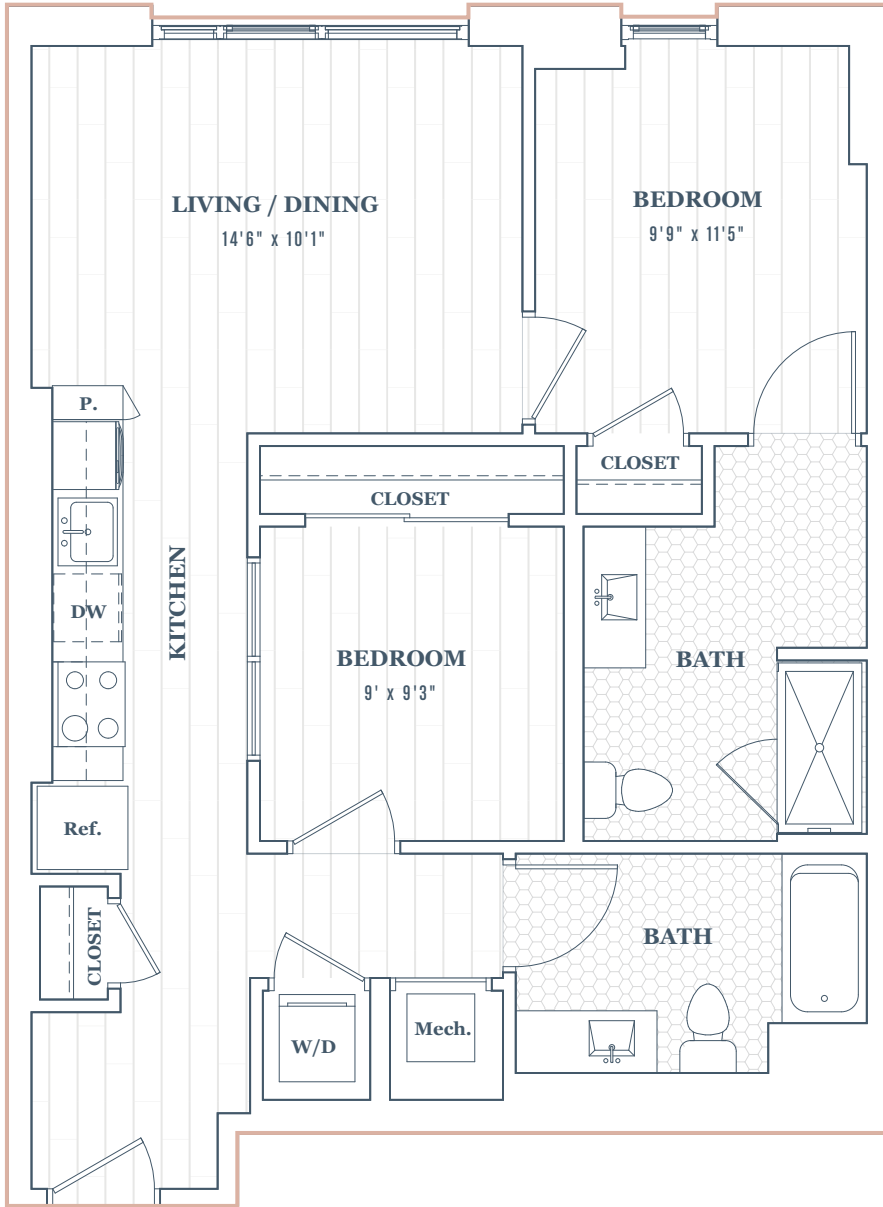 LIVING / DINING
14'6" x 10'1"
BEDROOM
9'9" x 11'5"
P.
CLOSET
CLOSET
KITCHEN
DW
BEDROOM
9' x 9'3"
BATH
Ref.
CLOSET
BATH
W/D
Mech.